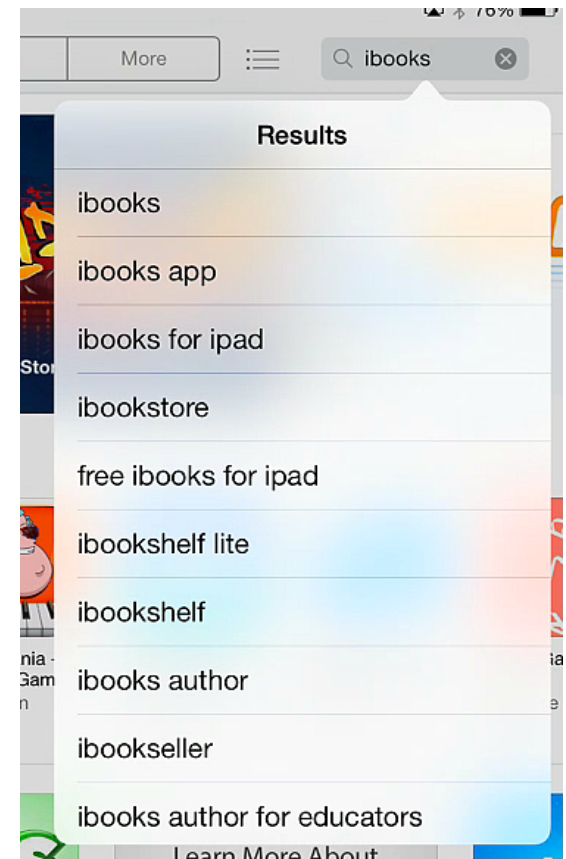 76%
More
ibooks
Results
ibooks
ibooks app
ibooks for ipad
ibookstore
free ibooks for ipad
ibookshelf lite
ibookshelf
ibooks author
ibookseller
ibooks author for educators
Learn More About